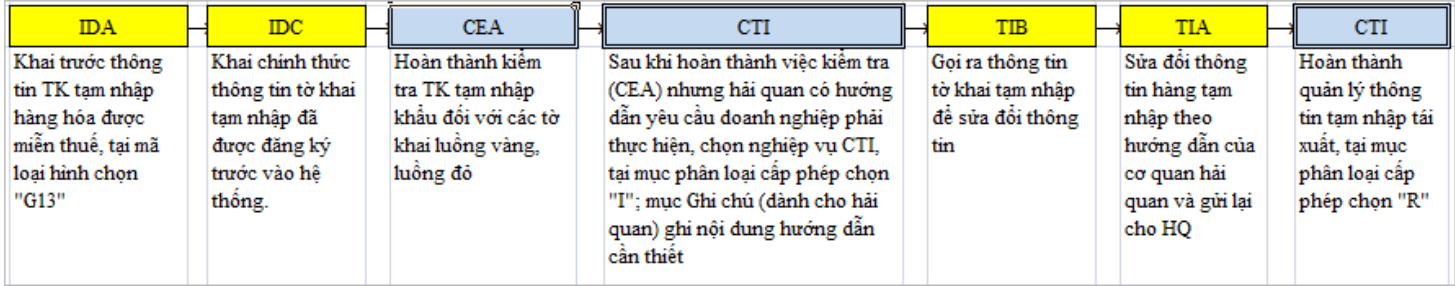 IDA
IDC
CEA
CTI
TIB
TIA
CTI
Khai trước thông
tin TK tạm nhập
hàng hóa được
miễn thuế, tại mã
loại hình chọn
"G13"
Khai chính thức
thông tin tờ khai
tạm nhập đã
được đăng ký
trước vào hệ
thống.
Hoàn thành kiểm
tra TK tạm nhập
khẩu đối với các tờ
khai luồng vàng,
luồng đỏ
Sau khi hoàn thành việc kiểm tra
(CEA) nhưng hải quan có hướng
dẫn yêu cầu doanh nghiệp phải
thực hiện, chọn nghiệp vụ CTI,
tại mục phân loại cấp phép chọn
"I"; mục Ghi chú (dành cho hải
quan) ghi nội dung hướng dẫn
cần thiết
Gọi ra thông tin
tờ khai tạm nhập
để sửa đổi thông
tin
Sửa đổi thông
tin hàng tạm
nhập theo
hướng dẫn của
cơ quan hải
quan và gửi lại
cho HQ
Hoàn thành
quản lý thông
tin tạm nhập tái
xuất, tại mục
phân loại cấp
phép chọn "R"